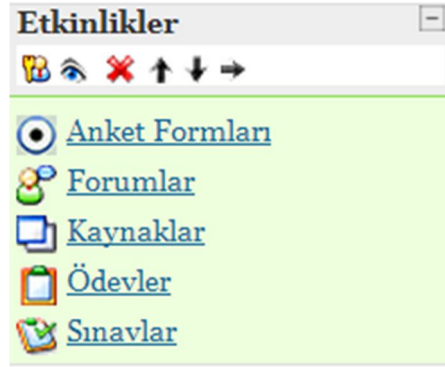 Etkinlikler
Anket Formları
Forumlar
Kaynaklar
Ödevler
Sınavlar